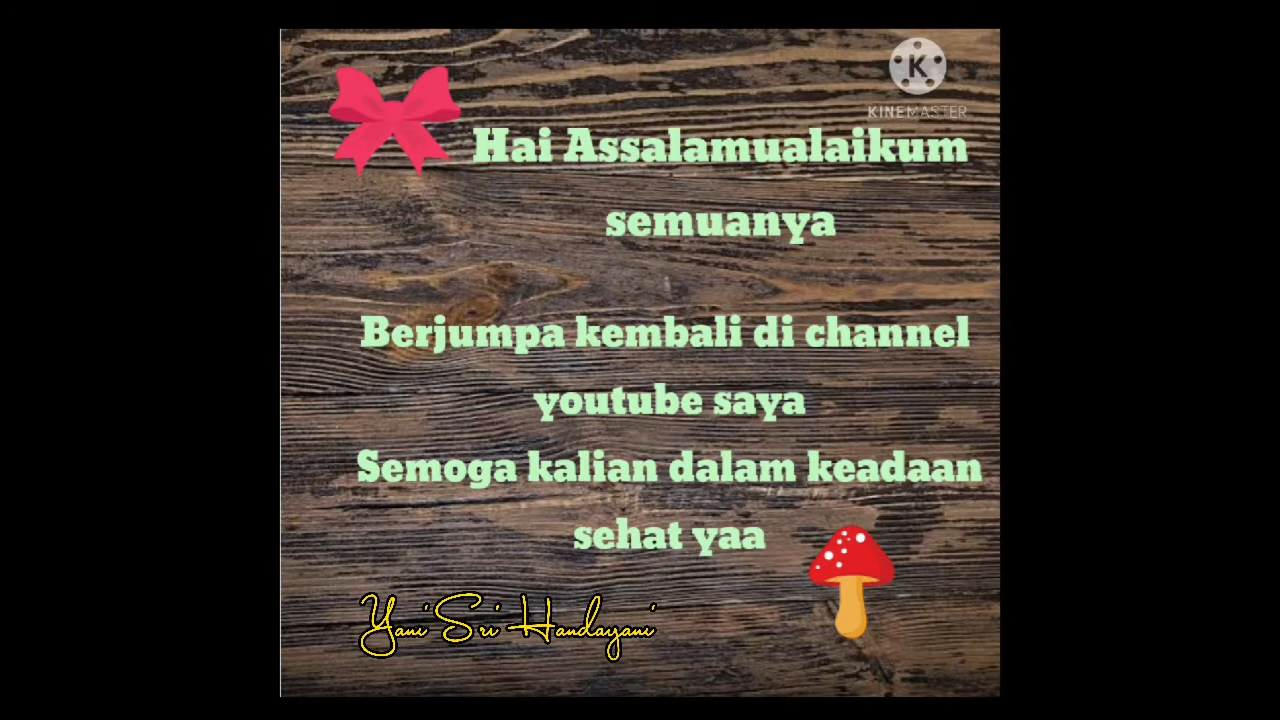 K
KINEMASTER
Hai Assalamualaikum
semuanya
Berjumpa kembali di channel
youtube saya
Semoga kalian dalam keadaan
sehat yaa
Yani Sri Handayani